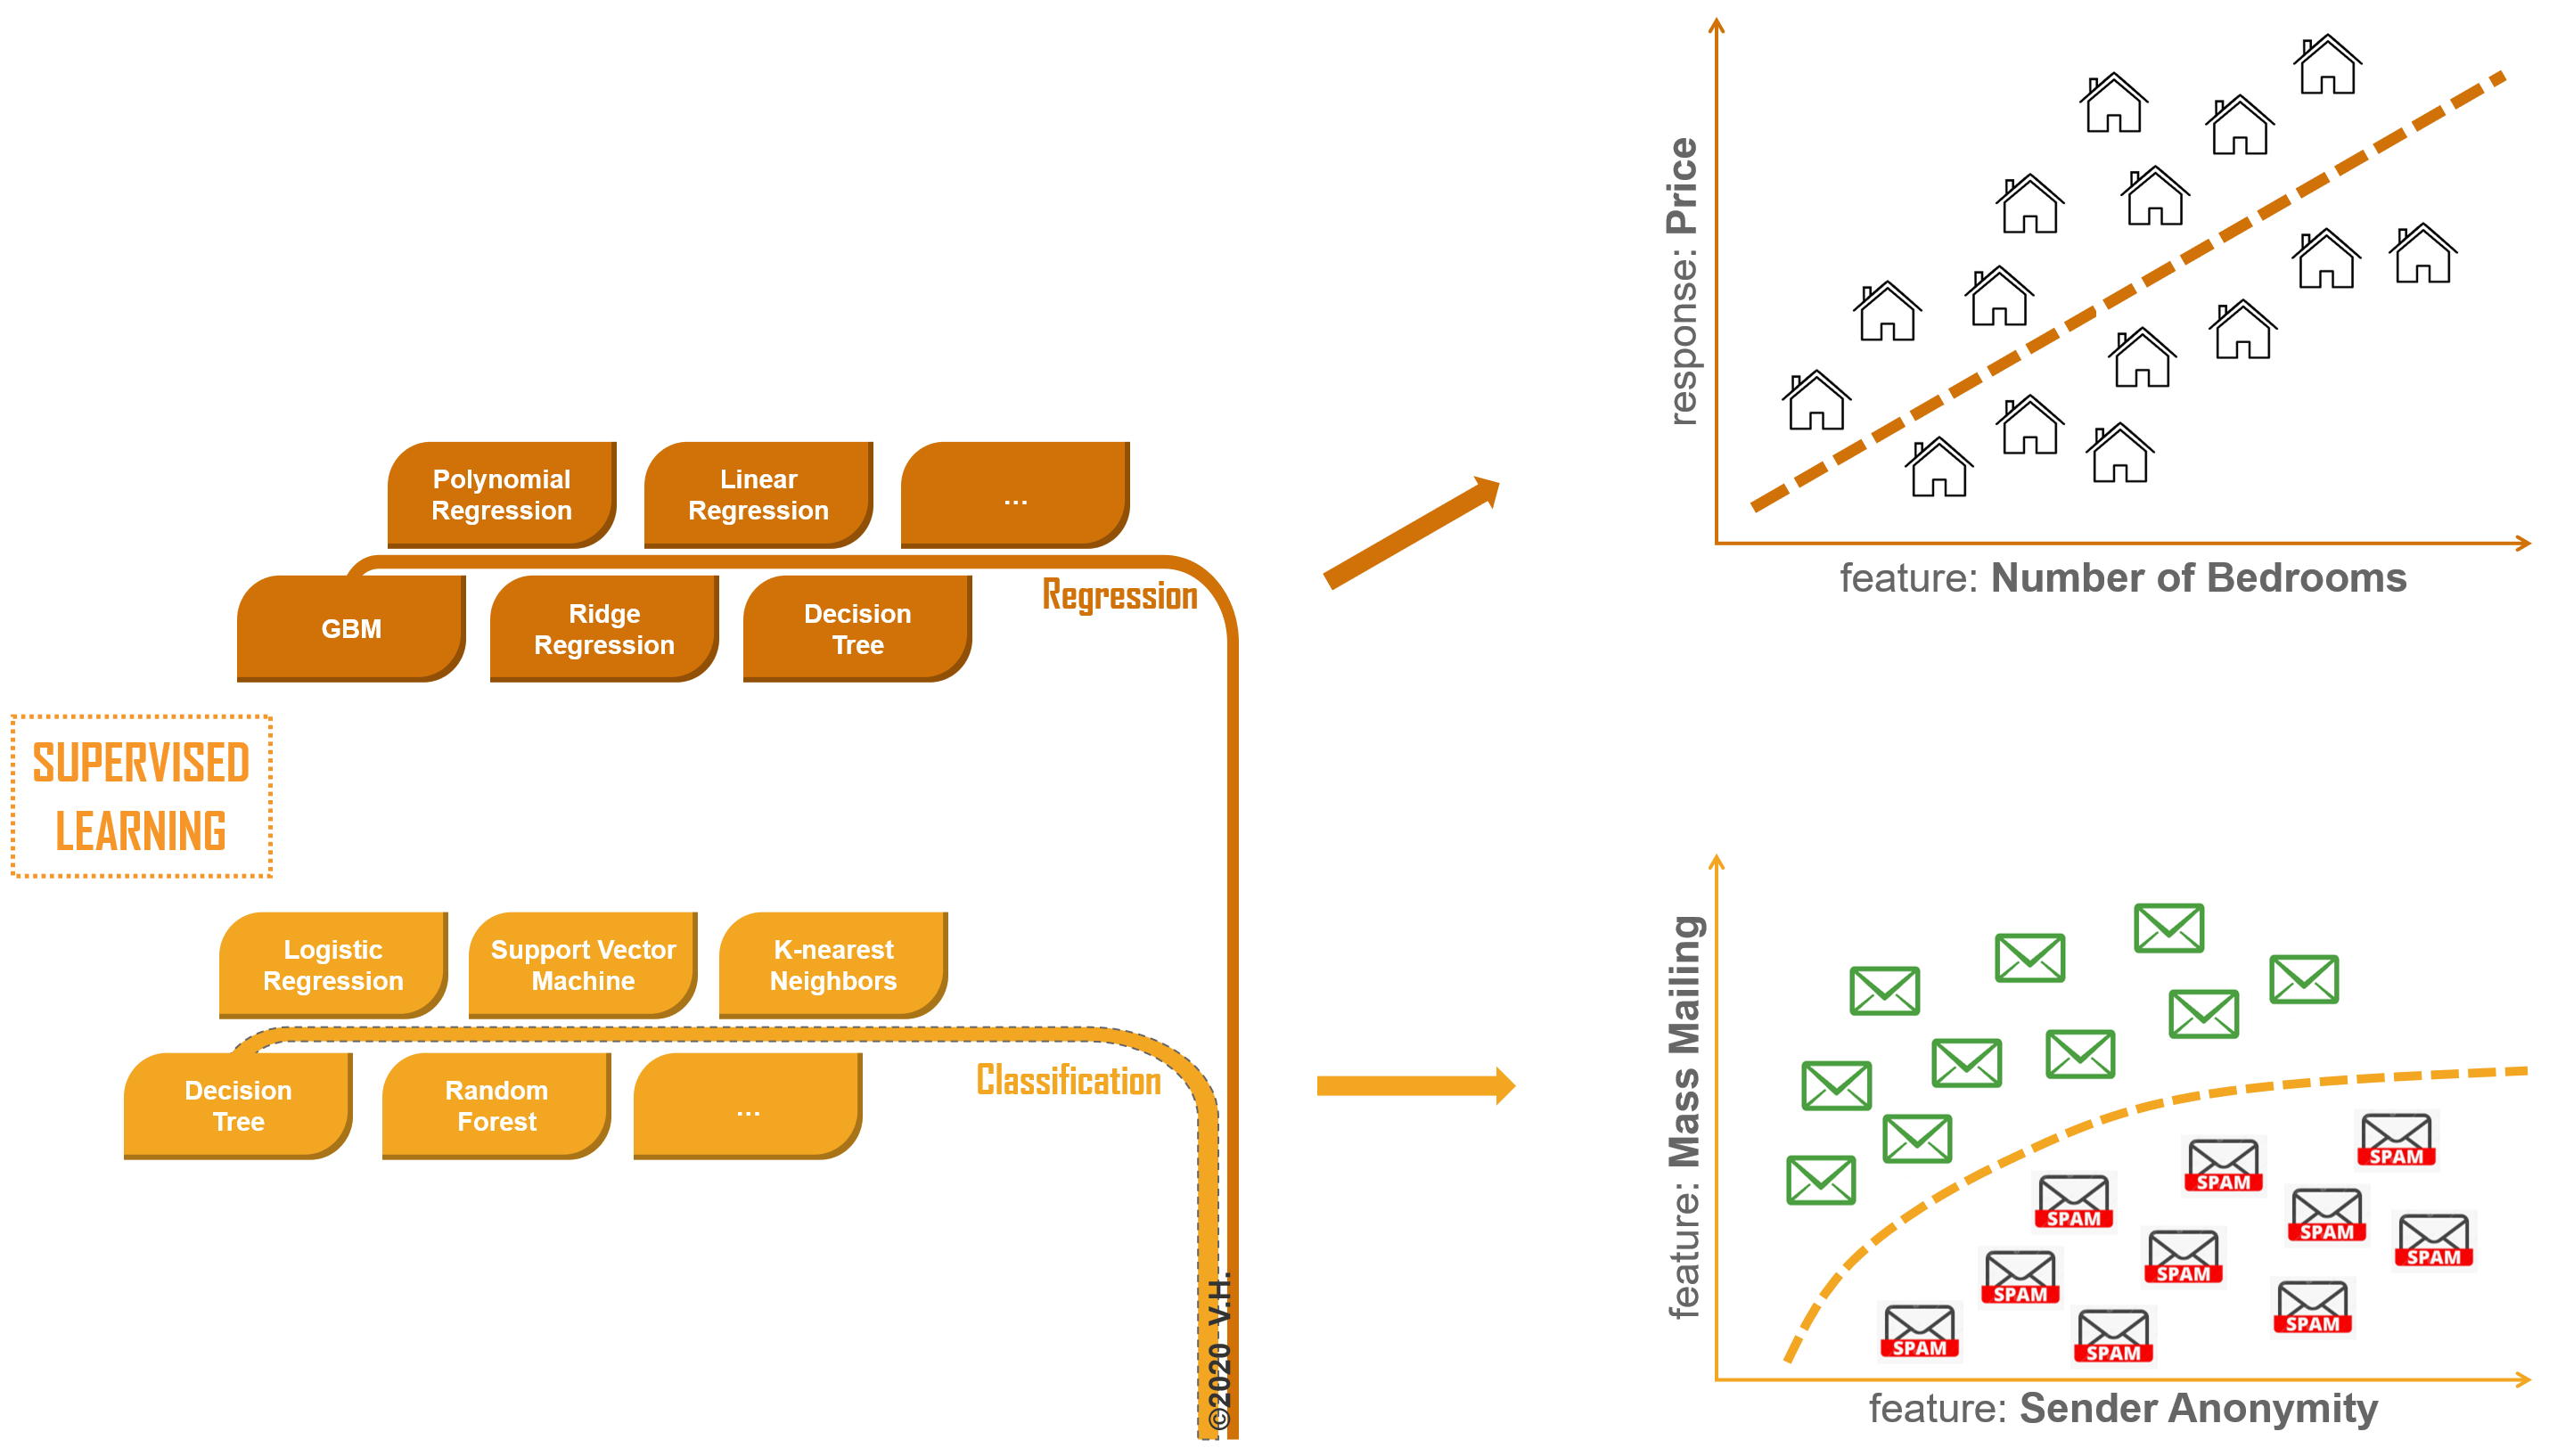 Polynomial
Regression
Linear
Regression
...
GBM
Ridge
Regression
Decision
Tree
Regression
SUPERVISED
LEARNING
Logistic
Regression
Support Vector
Machine
K-nearest
Neighbors
Decision
Tree
Random
Forest
...
Classification
©2020 V.H.
response: Price
feature: Number of Bedrooms
feature: Mass Mailing
SPAM
SPAM
SPAM
SPAM
SPAM
SPAM
SPAM
SPAM
SPAM
SPAM
feature: Sender Anonymity